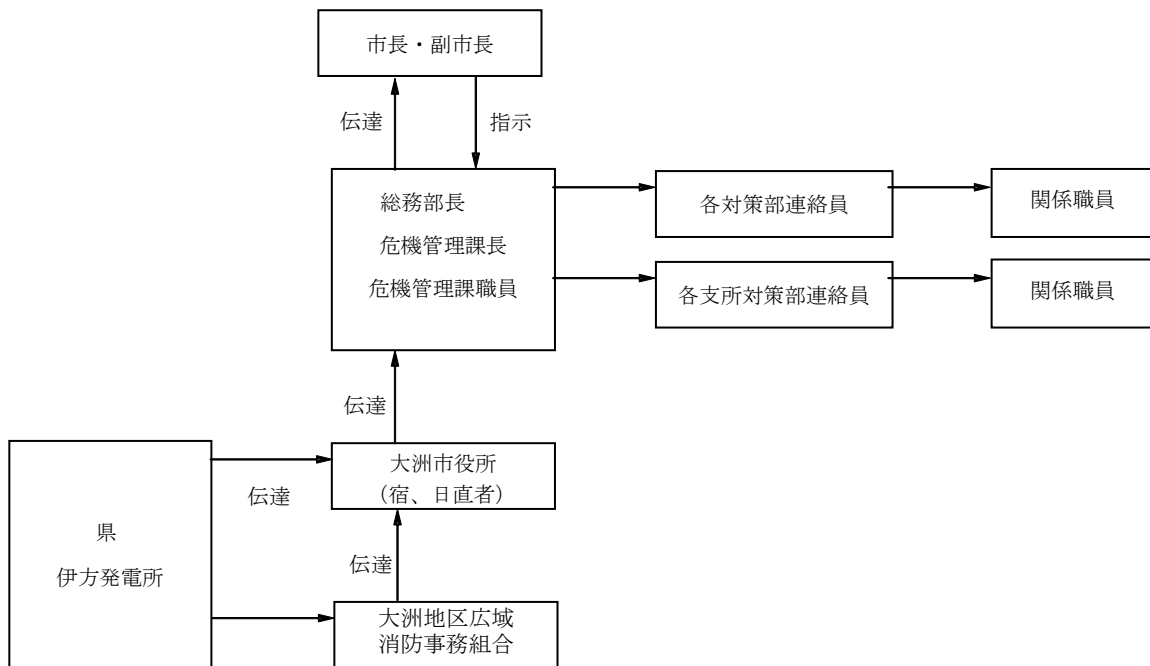 市長・副市長
伝達
指示
総務部長
危機管理課長
危機管理課職員
各対策部連絡員
関係職員
各支所対策部連絡員
関係職員
伝達
大洲市役所
(宿、日直者)
伝達
県
伊方発電所
伝達
大洲地区広域
消防事務組合